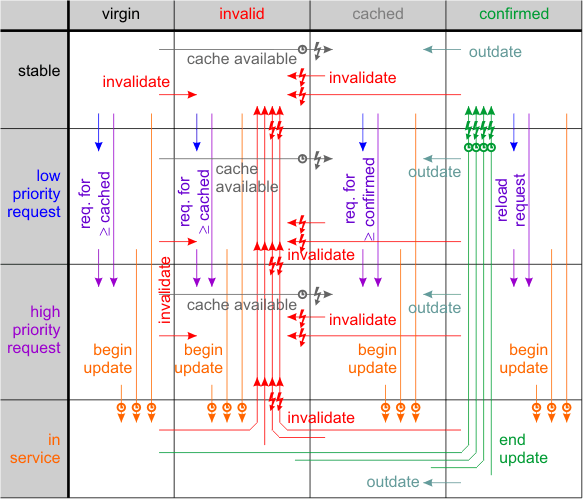 virgin invalid cached confirmed
stable
cache available
outdate
invalidate
invalidate
low
priority
request
req. for
≥ cached
req. for
≥ cached
cache
available
req. for
≥ confirmed
outdate
reload
request
invalidate
invalidate
high
priority
request
cache available
outdate
invalidate
begin
update
begin
update
begin
update
begin
update
in
service
invalidate
end
update
outdate